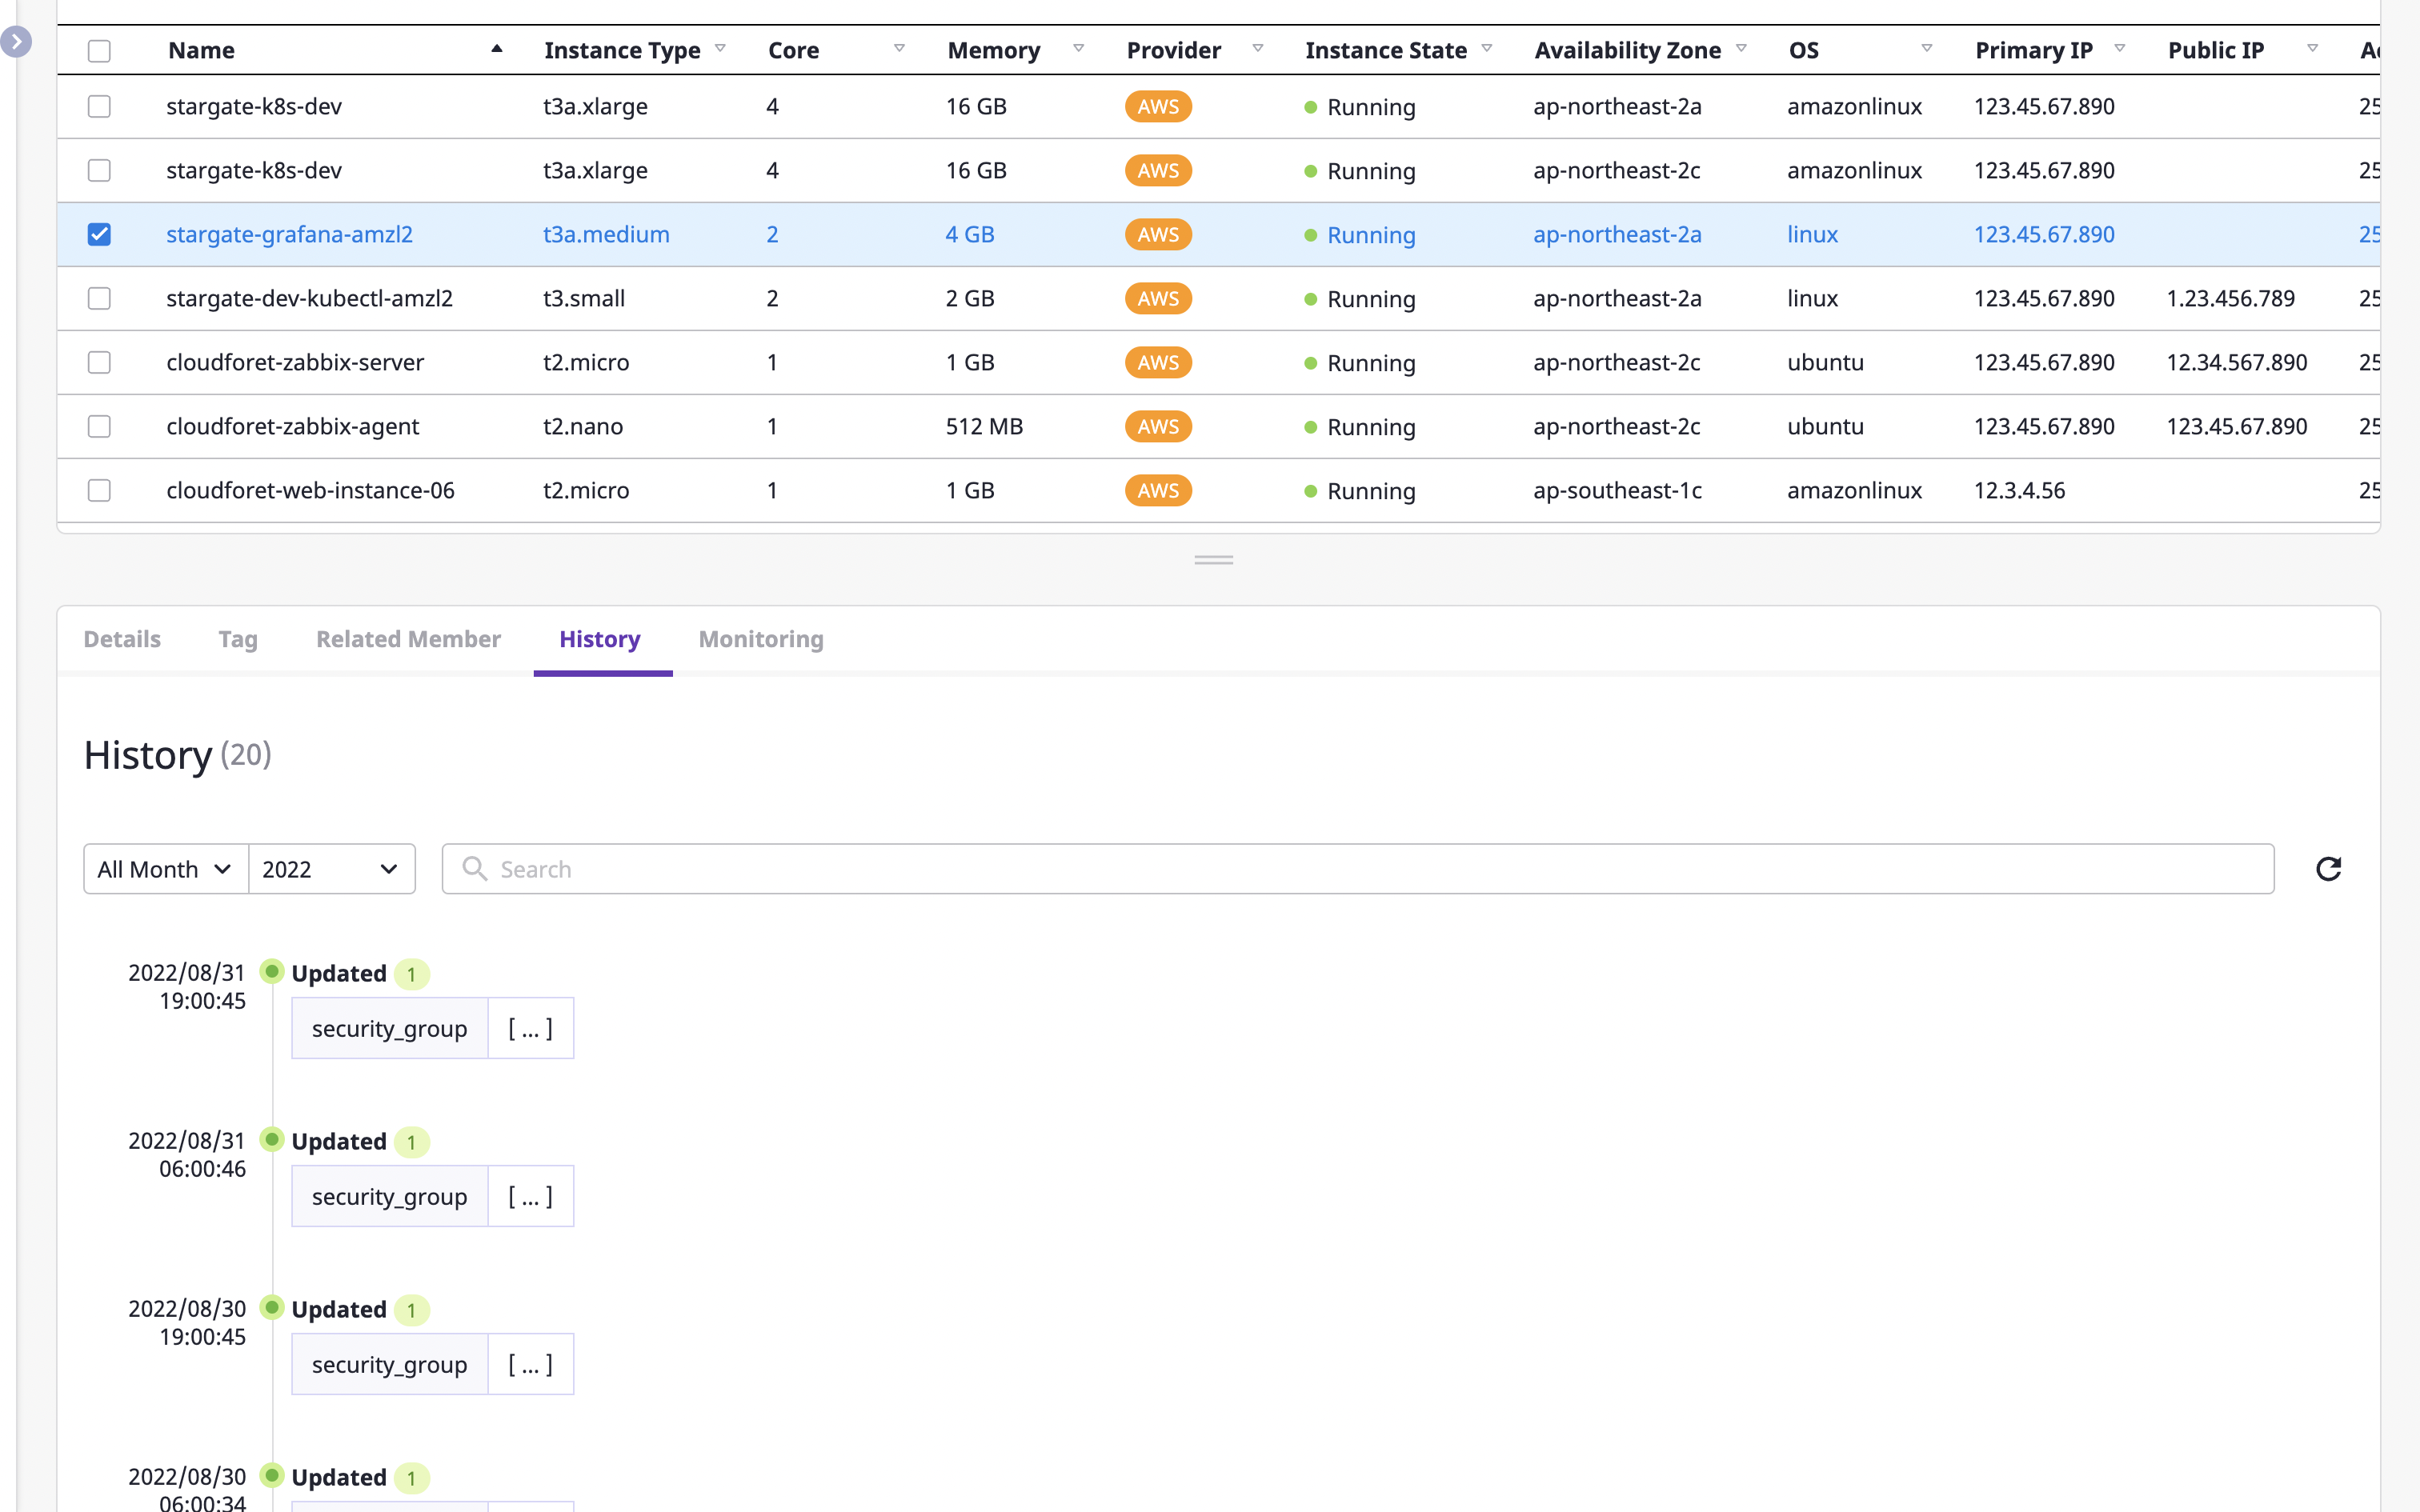 Name Instance Type Core Memory Provider Instance State Availability Zone OS Primary IP Public IP
stargate-k8s-dev t3a.xlarge 4 16 GB AWS Running ap-northeast-2a amazonlinux 123.45.67.890 25
stargate-k8s-dev t3a.xlarge 4 16 GB AWS Running ap-northeast-2c amazonlinux 123.45.67.890 25
stargate-grafana-amzl2 t3a.medium 2 4 GB AWS Running ap-northeast-2a linux 123.45.67.890 25
stargate-dev-kubectl-amzl2 t3.small 2 2 GB AWS Running ap-northeast-2a linux 123.45.67.890 1.23.456.789 25
cloudforet-zabbix-server t2.micro 1 1 GB AWS Running ap-northeast-2c ubuntu 123.45.67.890 12.34.567.890 25
cloudforet-zabbix-agent t2.nano 1 512 MB AWS Running ap-northeast-2c ubuntu 123.45.67.890 123.45.67.890 25
cloudforet-web-instance-06 t2.micro 1 1 GB AWS Running ap-southeast-1c amazonlinux 12.3.4.56 25
Details Tag Related Member History Monitoring
History (20)
All Month 2022 Search
2022/08/31 Updated 1
19:00:45
security_group [ ... ]
2022/08/31 Updated 1
06:00:46
security_group [ ... ]
2022/08/30 Updated 1
19:00:45
security_group [ ... ]
2022/08/30 Updated 1
06:00:34